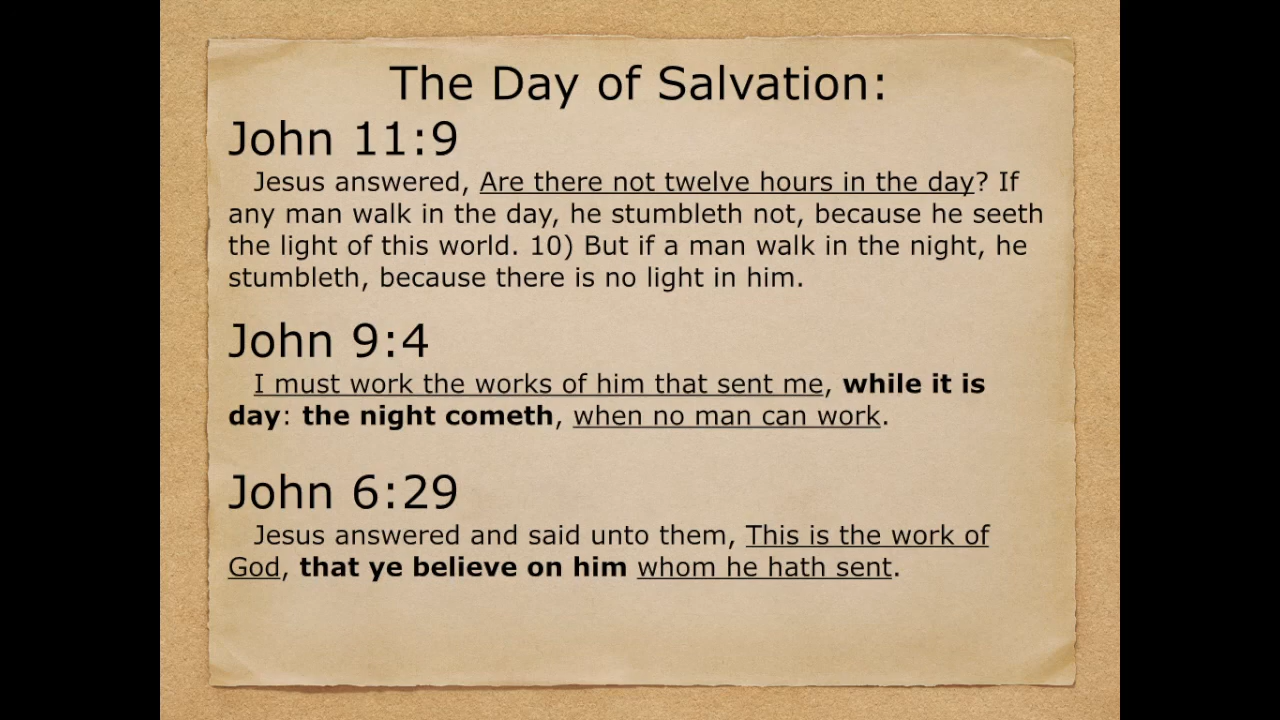 The Day of Salvation:
John 11:9
Jesus answered, Are there not twelve hours in the day? If
any man walk in the day, he stumbleth not, because he seeth
the light of this world. 10) But if a man walk in the night, he
stumbleth, because there is no light in him.
John 9:4
I must work the works of him that sent me, while it is
day: the night cometh, when no man can work.
John 6:29
Jesus answered and said unto them, This is the work of
God, that ye believe on him whom he hath sent.